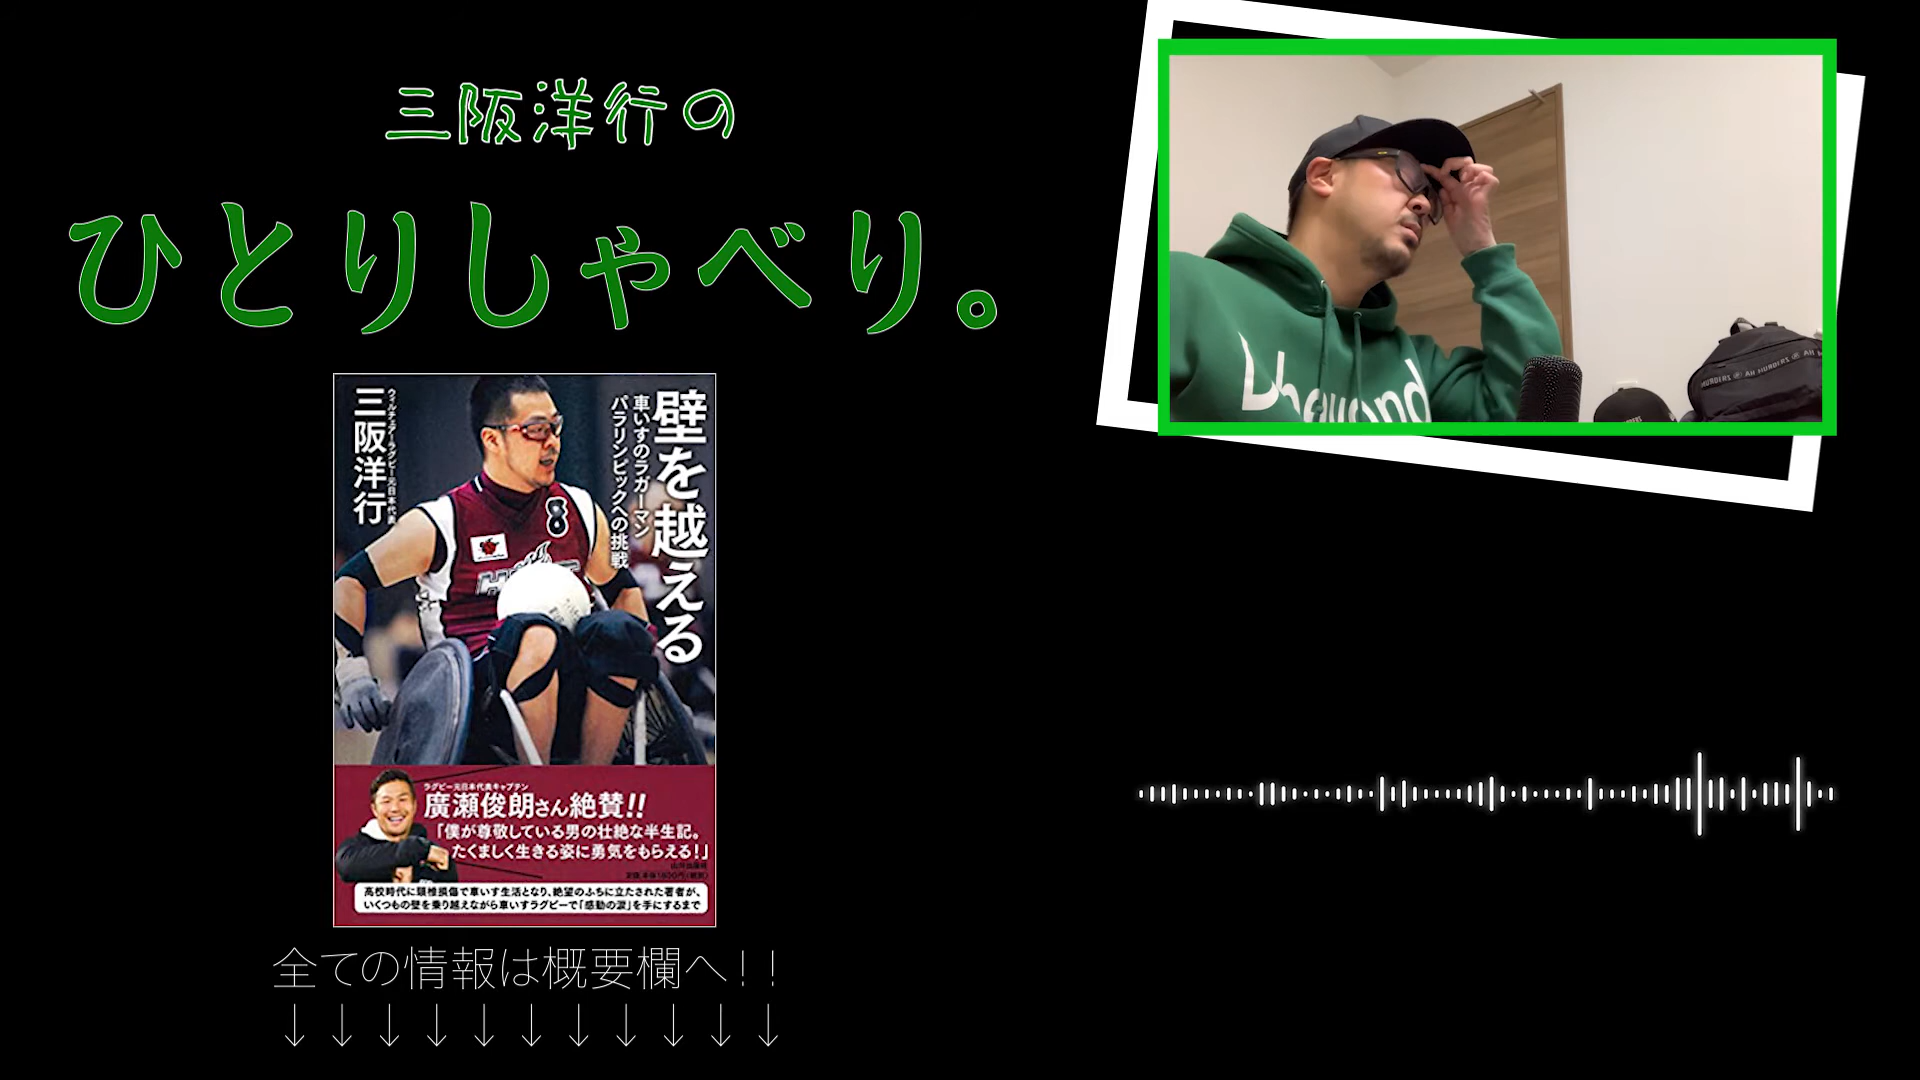 三阪洋行の
ひとりしゃべり。
壁を越える
車いすのラガーマン
パラリンピックへの挑戦
ウィルチェアーラグビー元日本代表
三阪洋行
8
ラグビー元日本代表キャプテン
廣瀬俊朗さん絶賛!!
「僕が尊敬している男の壮絶な半生記。
たくましく生きる姿に勇気をもらえる!」
高校時代に頸椎損傷で車いす生活となり、絶望のふちに立たされた著者が、
いくつもの壁を乗り越えながら車いすラグビーで「感動の涙」を手にするまで
全ての情報は概要欄へ!!
↓↓↓↓↓↓↓↓↓↓↓